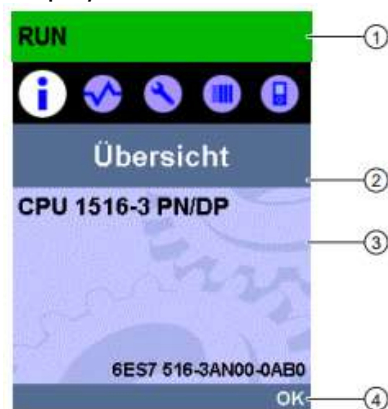 RUN
1
Übersicht
2
CPU 1516-3 PN/DP
3
6ES7 516-3AN00-0AB0
OK
4